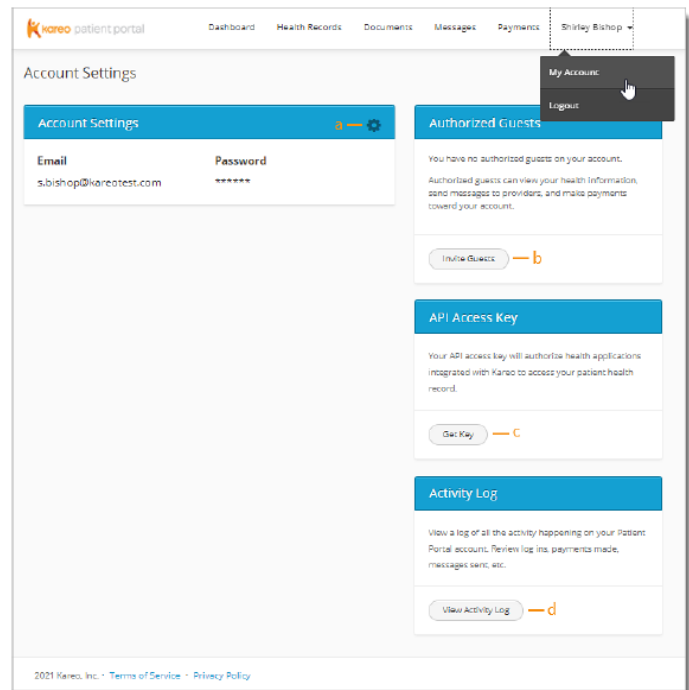 kareo patient portal Dashboard Health Records Documents Messages Payments Shirley Bishop
My Account
Logout
Account Settings
Account Settings
a
Email Password
s.bishop@kareotest.com ******
Authorized Guests
You have no authorized guests on your account.
Authorized guests can view your health information,
send messages to providers, and make payments
toward your account.
Invite Guests
b
API Access Key
Your API access key will authorize health applications
integrated with Kareo to access your patient health
record.
Get Key
c
Activity Log
View a log of all the activity happening on your Patient
Portal account. Review log ins, payments made,
messages sent, etc.
View Activity Log
d
2021 Kareo, Inc. • Terms of Service • Privacy Policy